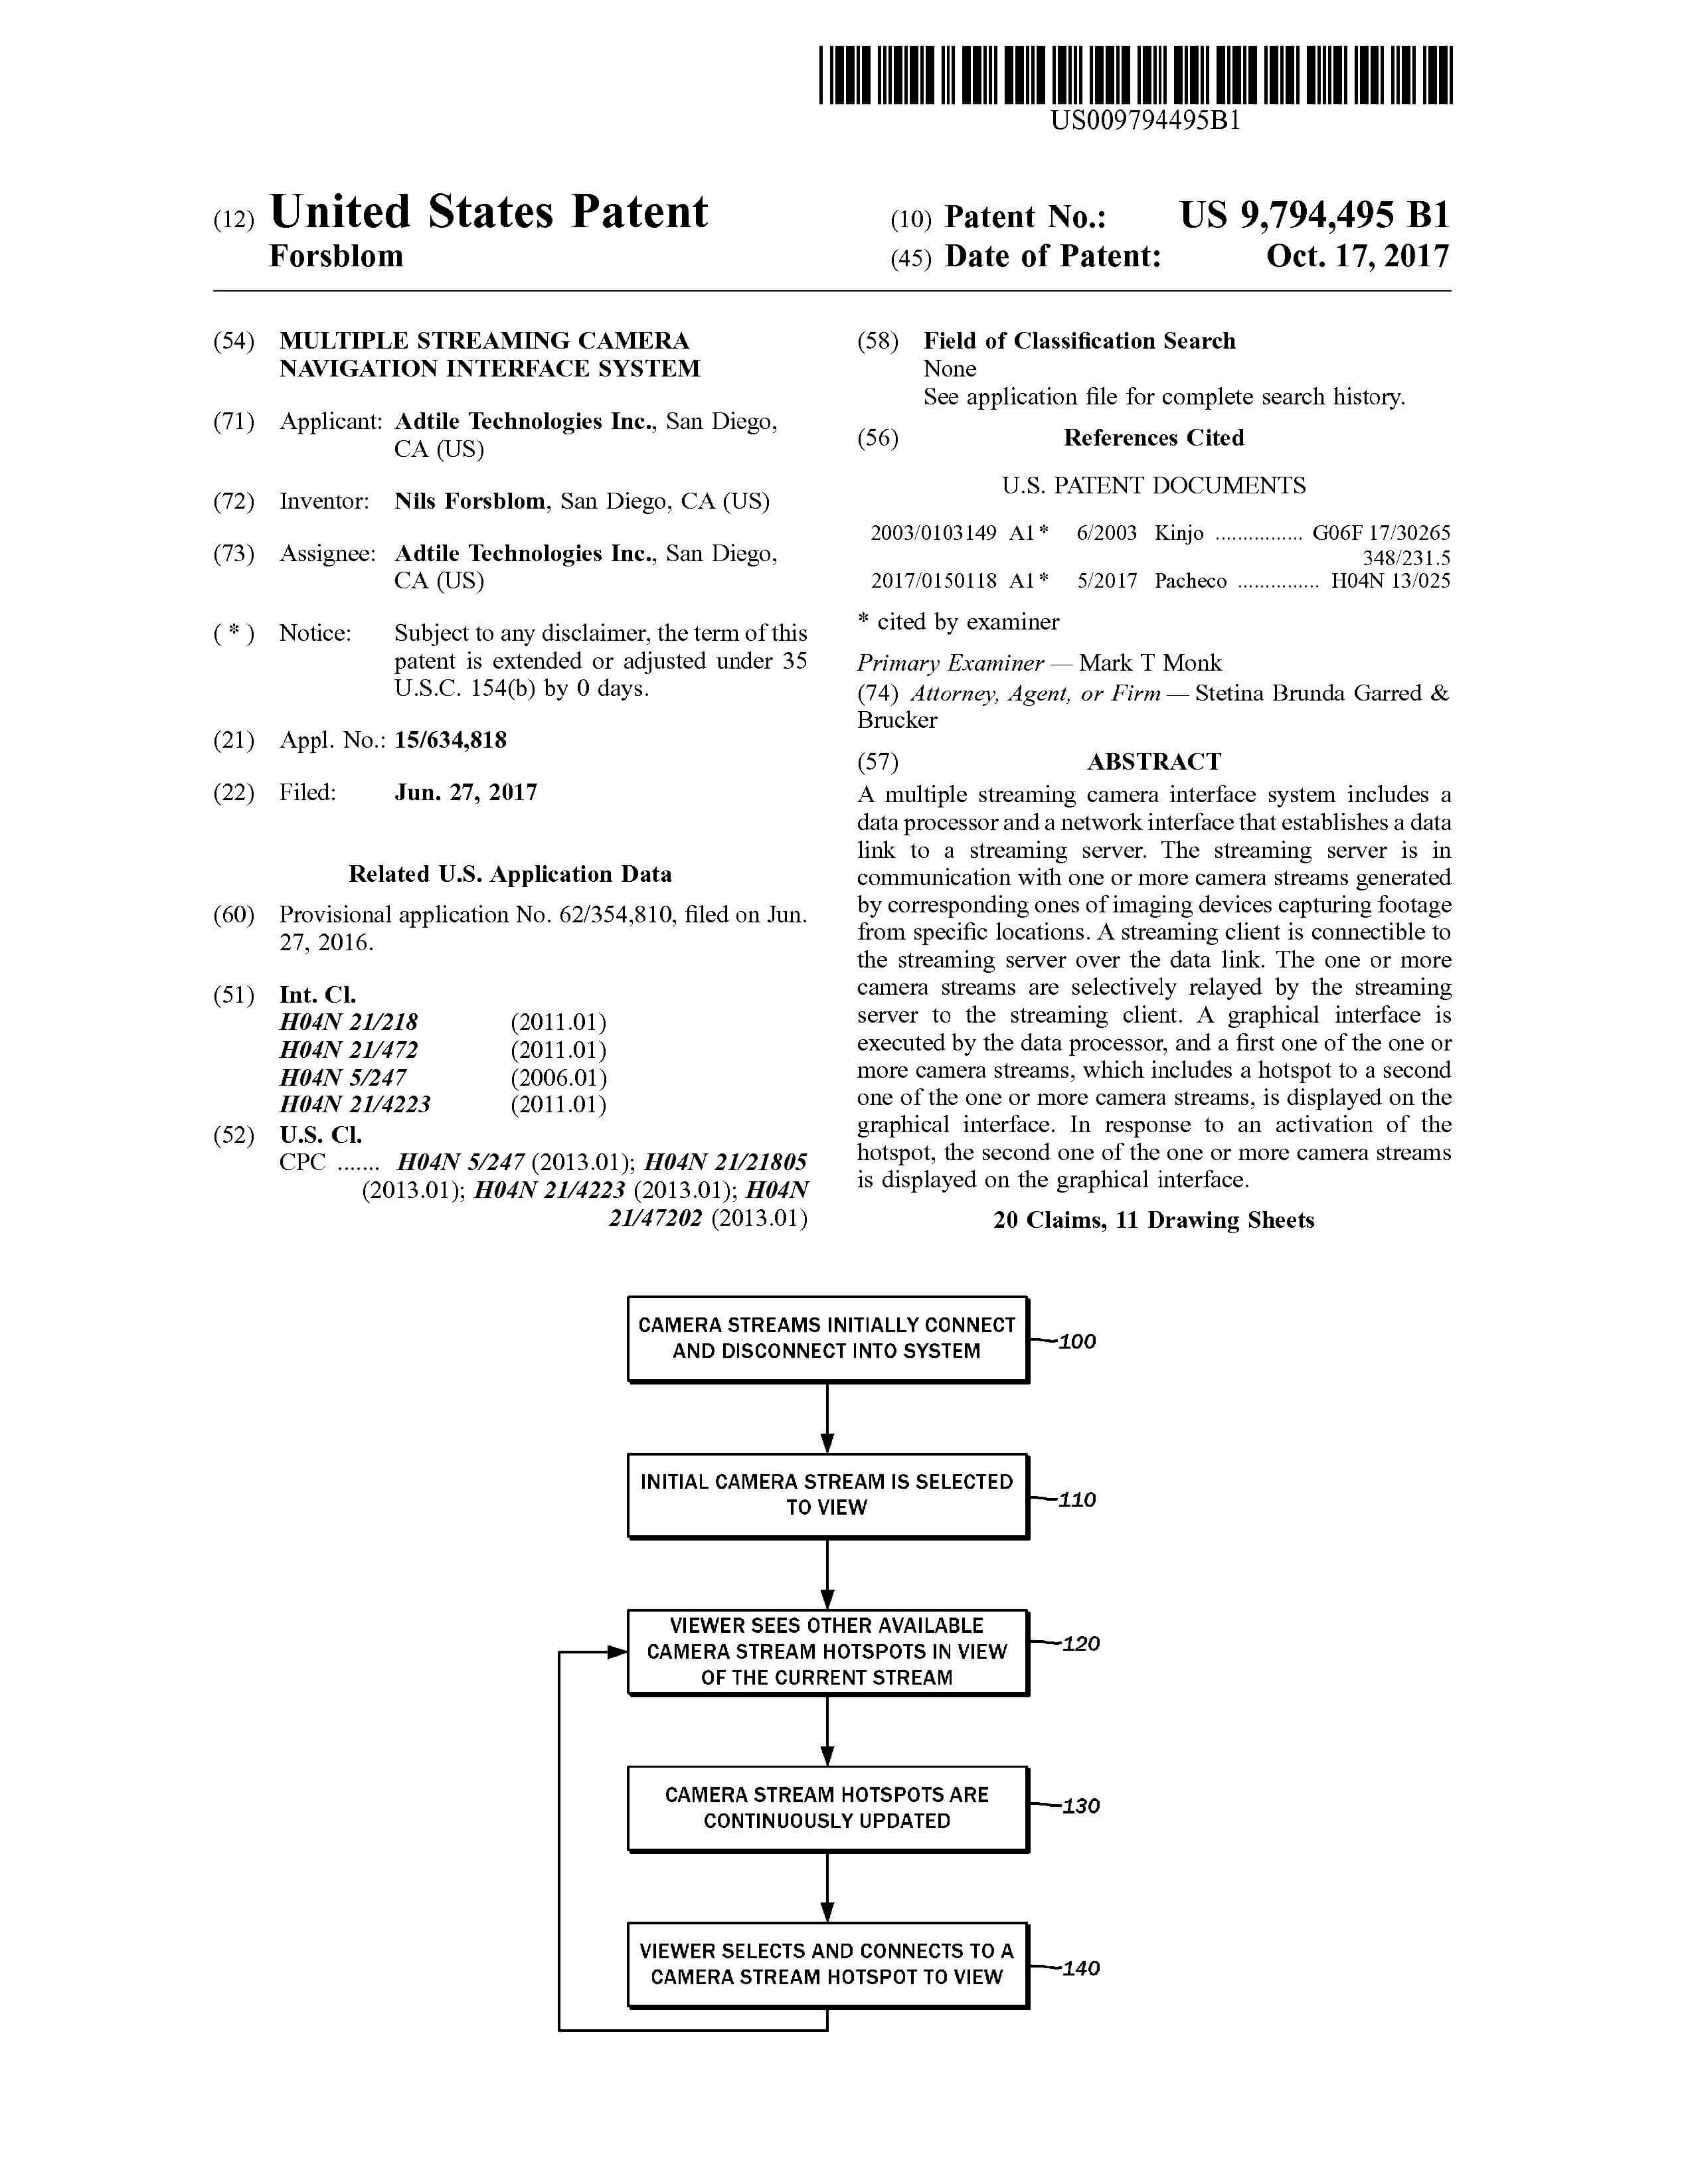 US009794495B1
(12) United States Patent
Forsblom
(10) Patent No.: US 9,794,495 B1
(45) Date of Patent: Oct. 17, 2017
(54) MULTIPLE STREAMING CAMERA
NAVIGATION INTERFACE SYSTEM
(71) Applicant: Adtile Technologies Inc., San Diego,
CA (US)
(72) Inventor: Nils Forsblom, San Diego, CA (US)
(73) Assignee: Adtile Technologies Inc., San Diego,
CA (US)
( * ) Notice: Subject to any disclaimer, the term of this
patent is extended or adjusted under 35
U.S.C. 154(b) by 0 days.
(21) Appl. No.: 15/634,818
(22) Filed: Jun. 27, 2017
Related U.S. Application Data
(60) Provisional application No. 62/354,810, filed on Jun.
27, 2016.
(51) Int. Cl.
H04N 21/218 (2011.01)
H04N 21/472 (2011.01)
H04N 5/247 (2006.01)
H04N 21/4223 (2011.01)
(52) U.S. Cl.
CPC ....... H04N 5/247 (2013.01); H04N 21/21805
(2013.01); H04N 21/4223 (2013.01); H04N
21/47202 (2013.01)
(58) Field of Classification Search
None
See application file for complete search history.
(56) References Cited
U.S. PATENT DOCUMENTS
2003/0103149 A1* 6/2003 Kinjo ................ G06F 17/30265
348/231.5
2017/0150118 A1* 5/2017 Pacheco ............... H04N 13/025
* cited by examiner
Primary Examiner — Mark T Monk
(74) Attorney, Agent, or Firm — Stetina Brunda Garred &
Brucker
(57) ABSTRACT
A multiple streaming camera interface system includes a
data processor and a network interface that establishes a data
link to a streaming server. The streaming server is in
communication with one or more camera streams generated
by corresponding ones of imaging devices capturing footage
from specific locations. A streaming client is connectible to
the streaming server over the data link. The one or more
camera streams are selectively relayed by the streaming
server to the streaming client. A graphical interface is
executed by the data processor, and a first one of the one or
more camera streams, which includes a hotspot to a second
one of the one or more camera streams, is displayed on the
graphical interface. In response to an activation of the
hotspot, the second one of the one or more camera streams
is displayed on the graphical interface.
20 Claims, 11 Drawing Sheets
CAMERA STREAMS INITIALLY CONNECT
AND DISCONNECT INTO SYSTEM
100
INITIAL CAMERA STREAM IS SELECTED
TO VIEW
110
VIEWER SEES OTHER AVAILABLE
CAMERA STREAM HOTSPOTS IN VIEW
OF THE CURRENT STREAM
120
CAMERA STREAM HOTSPOTS ARE
CONTINUOUSLY UPDATED
130
VIEWER SELECTS AND CONNECTS TO A
CAMERA STREAM HOTSPOT TO VIEW
140